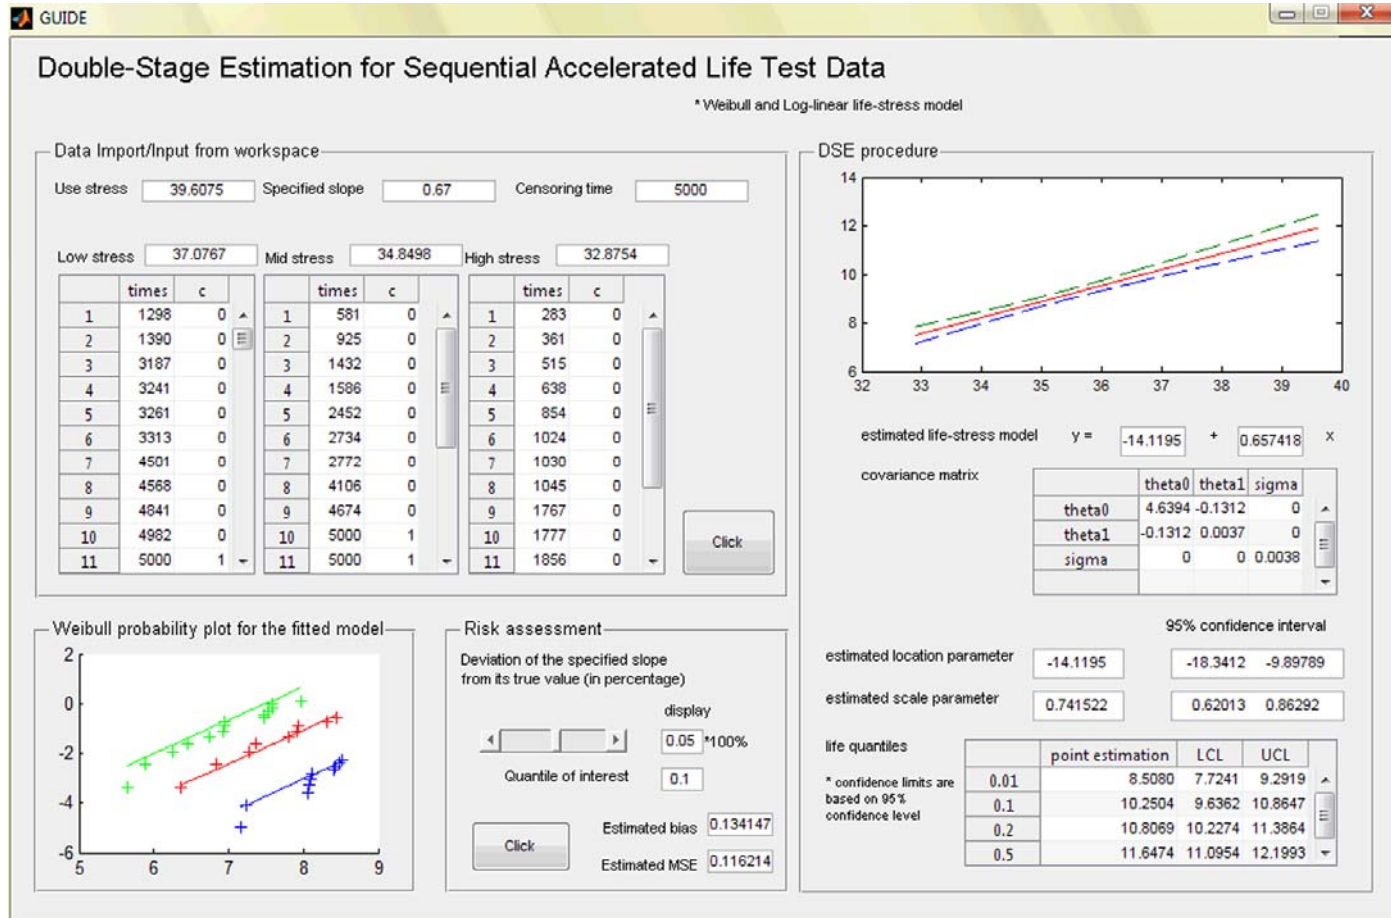 GUIDE
Double-Stage Estimation for Sequential Accelerated Life Test Data
* Weibull and Log-linear life-stress model
Data Import/Input from workspace
Use stress 39.6075 Specified slope 0.67 Censoring time 5000
Low stress 37.0767 Mid stress 34.8498 High stress 32.8754
times c times c times c
1 1298 0 1 581 0 1 283 0
2 1390 0 2 925 0 2 361 0
3 3187 0 3 1432 0 3 515 0
4 3241 0 4 1586 0 4 638 0
5 3261 0 5 2452 0 5 854 0
6 3313 0 6 2734 0 6 1024 0
7 4501 0 7 2772 0 7 1030 0
8 4568 0 8 4106 0 8 1045 0
9 4841 0 9 4674 0 9 1767 0
10 4982 0 10 5000 1 10 1777 0
11 5000 1 11 5000 1 11 1856 0
Click
Weibull probability plot for the fitted model
2
0
-2
-4
-6
5 6 7 8 9
Risk assessment
Deviation of the specified slope
from its true value (in percentage)
display
0.05 *100%
Quantile of interest 0.1
Click
Estimated bias 0.134147
Estimated MSE 0.116214
DSE procedure
14
12
10
8
6
32 33 34 35 36 37 38 39 40
estimated life-stress model y = -14.1195 + 0.657418 x
covariance matrix
theta0 theta1 sigma
theta0 4.6394 -0.1312 0
theta1 -0.1312 0.0037 0
sigma 0 0 0.0038
95% confidence interval
estimated location parameter -14.1195 -18.3412 -9.89789
estimated scale parameter 0.741522 0.62013 0.86292
life quantiles
* confidence limits are
based on 95%
confidence level
point estimation LCL UCL
0.01 8.5080 7.7241 9.2919
0.1 10.2504 9.6362 10.8647
0.2 10.8069 10.2274 11.3864
0.5 11.6474 11.0954 12.1993